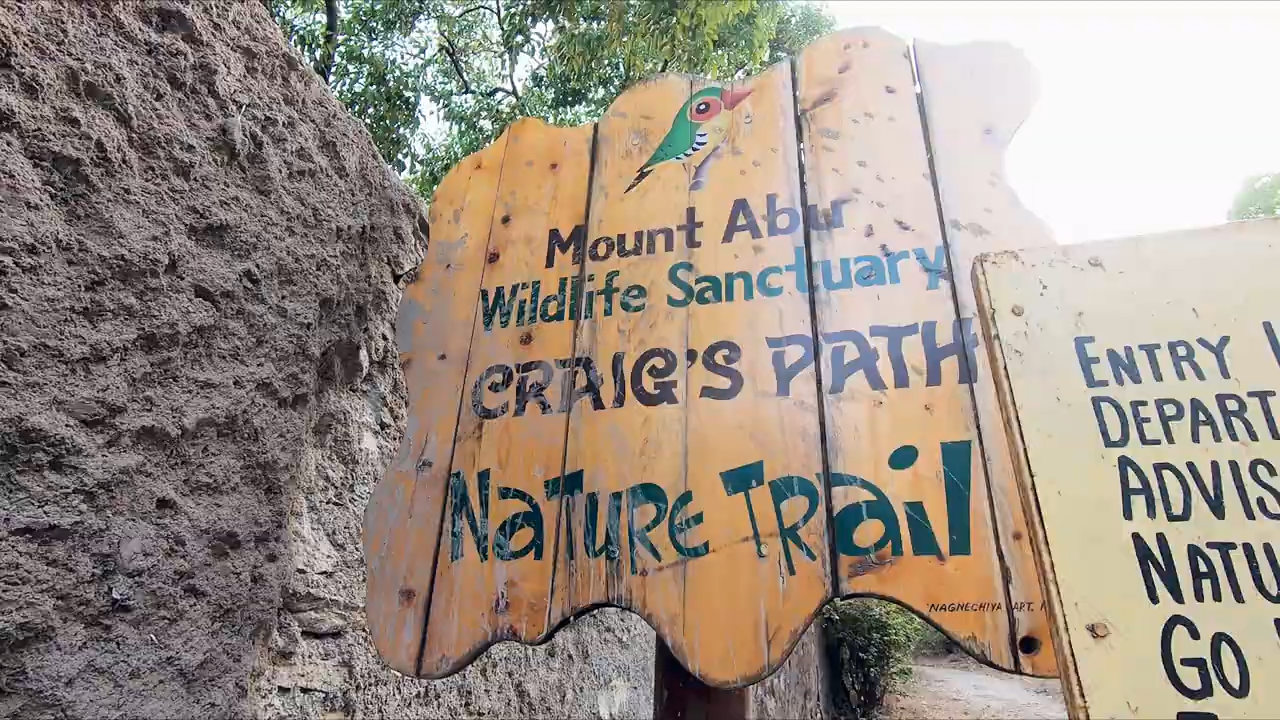 Mount Abu
Wildlife Sanctuary
CRAIG'S PATH
NaTURE TRail
'NAGNECHIYA ART.
ENTRY
DEPART
ADVIS
NATU
GO